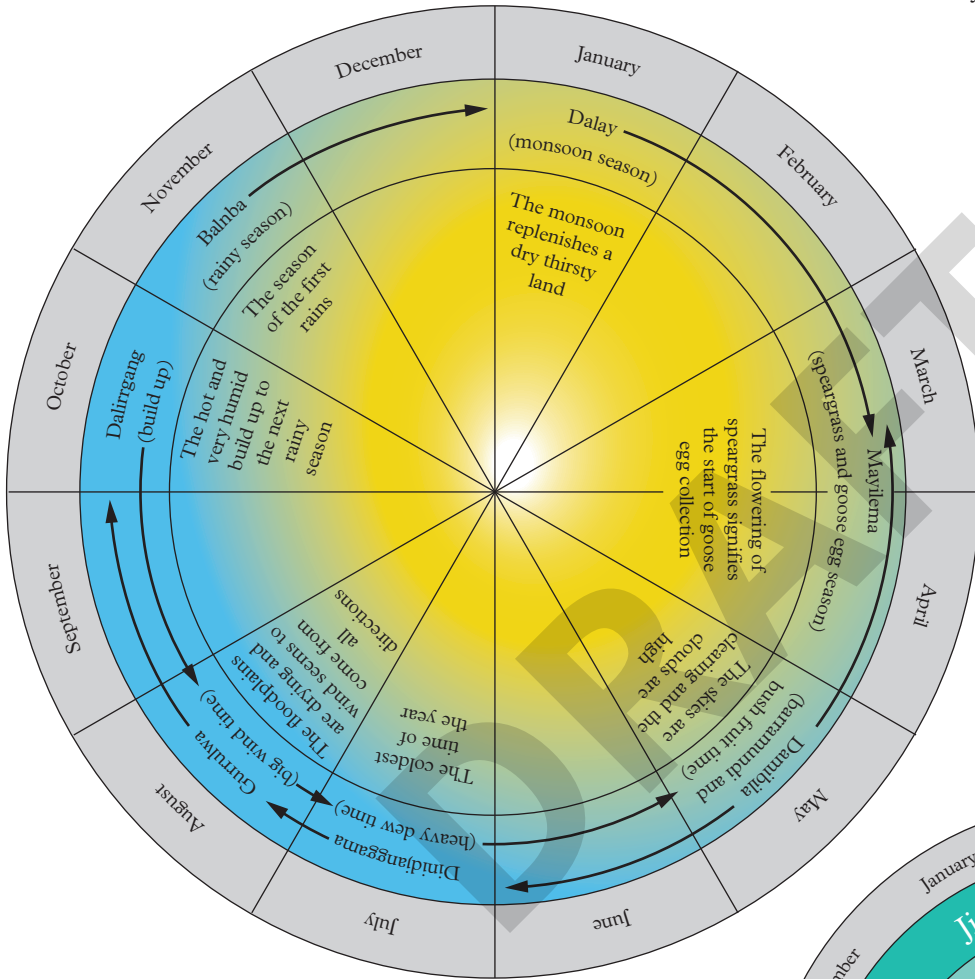 January
February
March
April
May
June
July
August
September
October
November
December
Dalay
(monsoon season)
The monsoon
replenishes a
dry thirsty
land
Mayilema
(speargrass and goose egg season)
The flowering of
speargrass signifies
the start of goose
egg collection
Damibila
(barramundi and
bush fruit time)
The skies are
clearing and the
clouds are
high
Dinidjanggama
(heavy dew time)
The coldest
time of
the year
Gurrulwa
(big wind time)
The floodplains
are drying and
wind seems to
come from
all
directions
Dalirrgang
(build up)
The hot and
very humid
build up to
the next
rainy
season
Balnba
(rainy season)
The season
of the first
rains
DRAFT
January
Ji